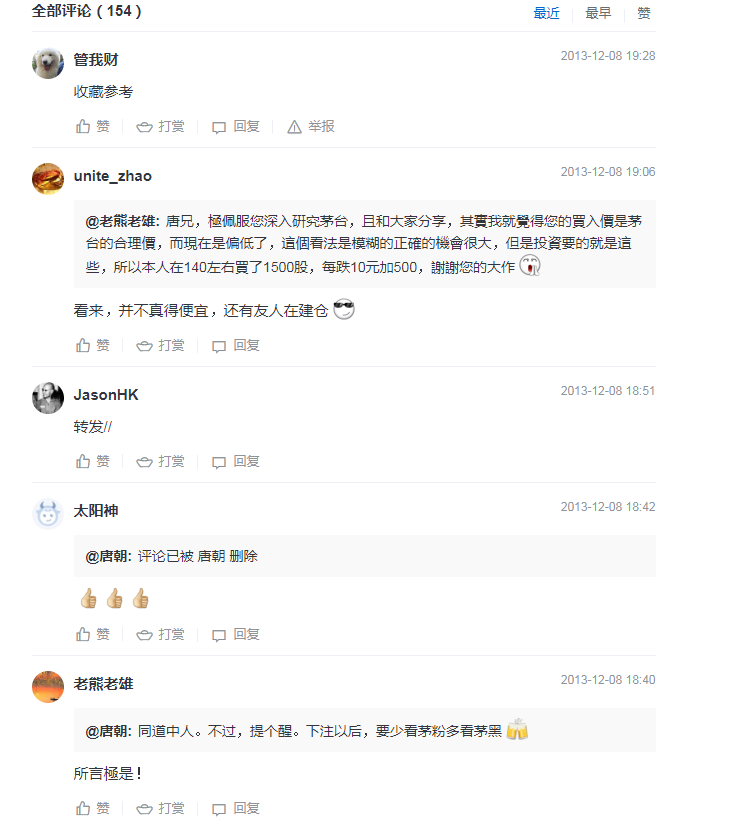 全部评论（154） 最近 最早 赞
管我财 2013-12-08 19:28
收藏参考
赞 打赏 回复 举报
unite_zhao 2013-12-08 19:06
@老熊老雄: 唐兄，極佩服您深入研究茅台，且和大家分享，其實我就覺得您的買入價是茅
台的合理價，而現在是偏低了，這個看法是模糊的正確的機會很大，但是投資要的就是這
些，所以本人在140左右買了1500股，每跌10元加500，謝謝您的大作
看来，并不真得便宜，还有友人在建仓
赞 打赏 回复
JasonHK 2013-12-08 18:51
转发//
赞 打赏 回复
太阳神 2013-12-08 18:42
@唐朝: 评论已被 唐朝 删除
赞 打赏 回复
老熊老雄 2013-12-08 18:40
@唐朝: 同道中人。不过，提个醒。下注以后，要少看茅粉多看茅黑
所言極是！
赞 打赏 回复